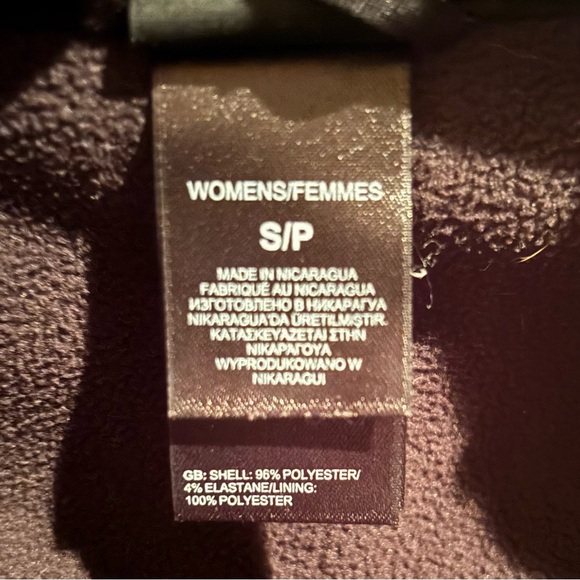 WOMENS/FEMMES
S/P
MADE IN NICARAGUA
FABRIQUÉ AU NICARAGUA
ИЗГОТОВЛЕНО В НИКАРАГУА
NIKARAGUA'DA ÜRETILMIŞTIR.
ΚΑΤΑΣΚΕΥΑΖΕΤΑΙ ΣΤΗΝ
ΝΙΚΑΡΑΓΟΥΑ
WYPRODUKOWANO W
NIKARAGUI
GB: SHELL: 96% POLYESTER/
4% ELASTANE/LINING:
100% POLYESTER